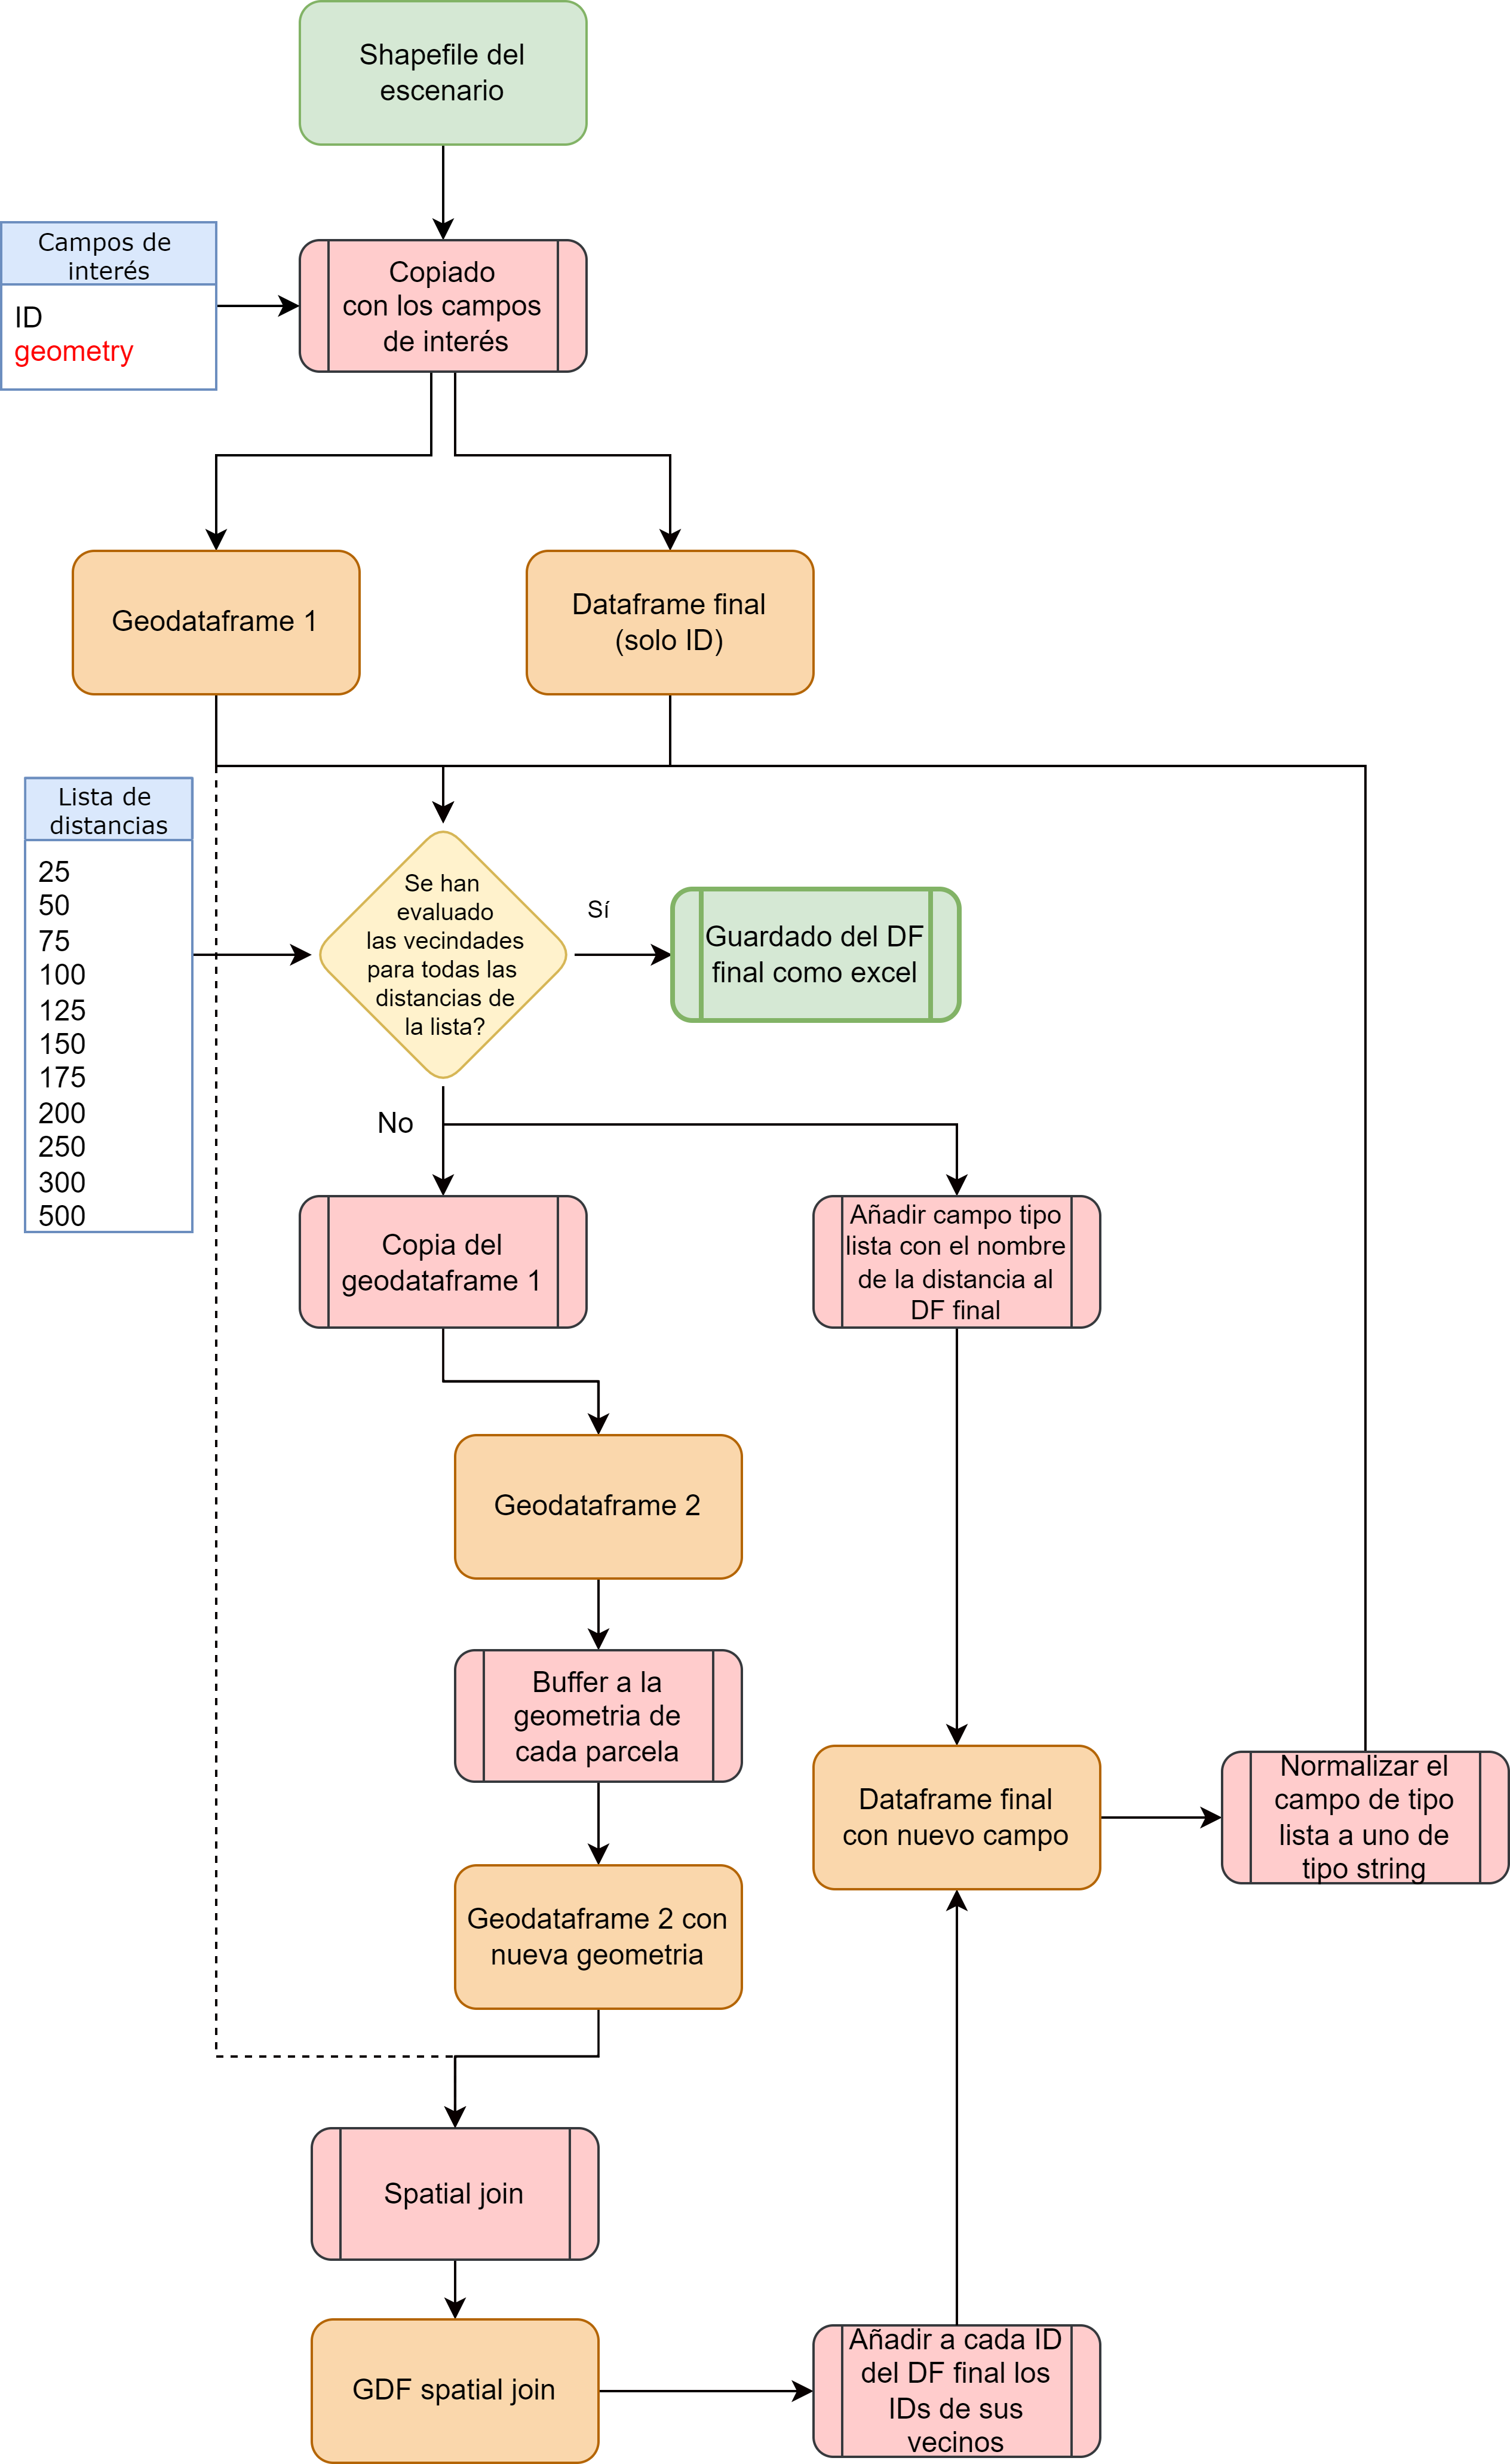 Shapefile del
escenario
Campos de
interés
ID
geometry
Copiado
con los campos
de interés
Geodataframe 1
Dataframe final
(solo ID)
Lista de
distancias
25
50
75
100
125
150
175
200
250
300
500
Se han
evaluado
las vecindades
para todas las
distancias de
la lista?
Sí
Guardado del DF
final como excel
No
Copia del
geodataframe 1
Añadir campo tipo
lista con el nombre
de la distancia al
DF final
Geodataframe 2
Buffer a la
geometria de
cada parcela
Dataframe final
con nuevo campo
Normalizar el
campo de tipo
lista a uno de
tipo string
Geodataframe 2 con
nueva geometria
Spatial join
GDF spatial join
Añadir a cada ID
del DF final los
IDs de sus
vecinos